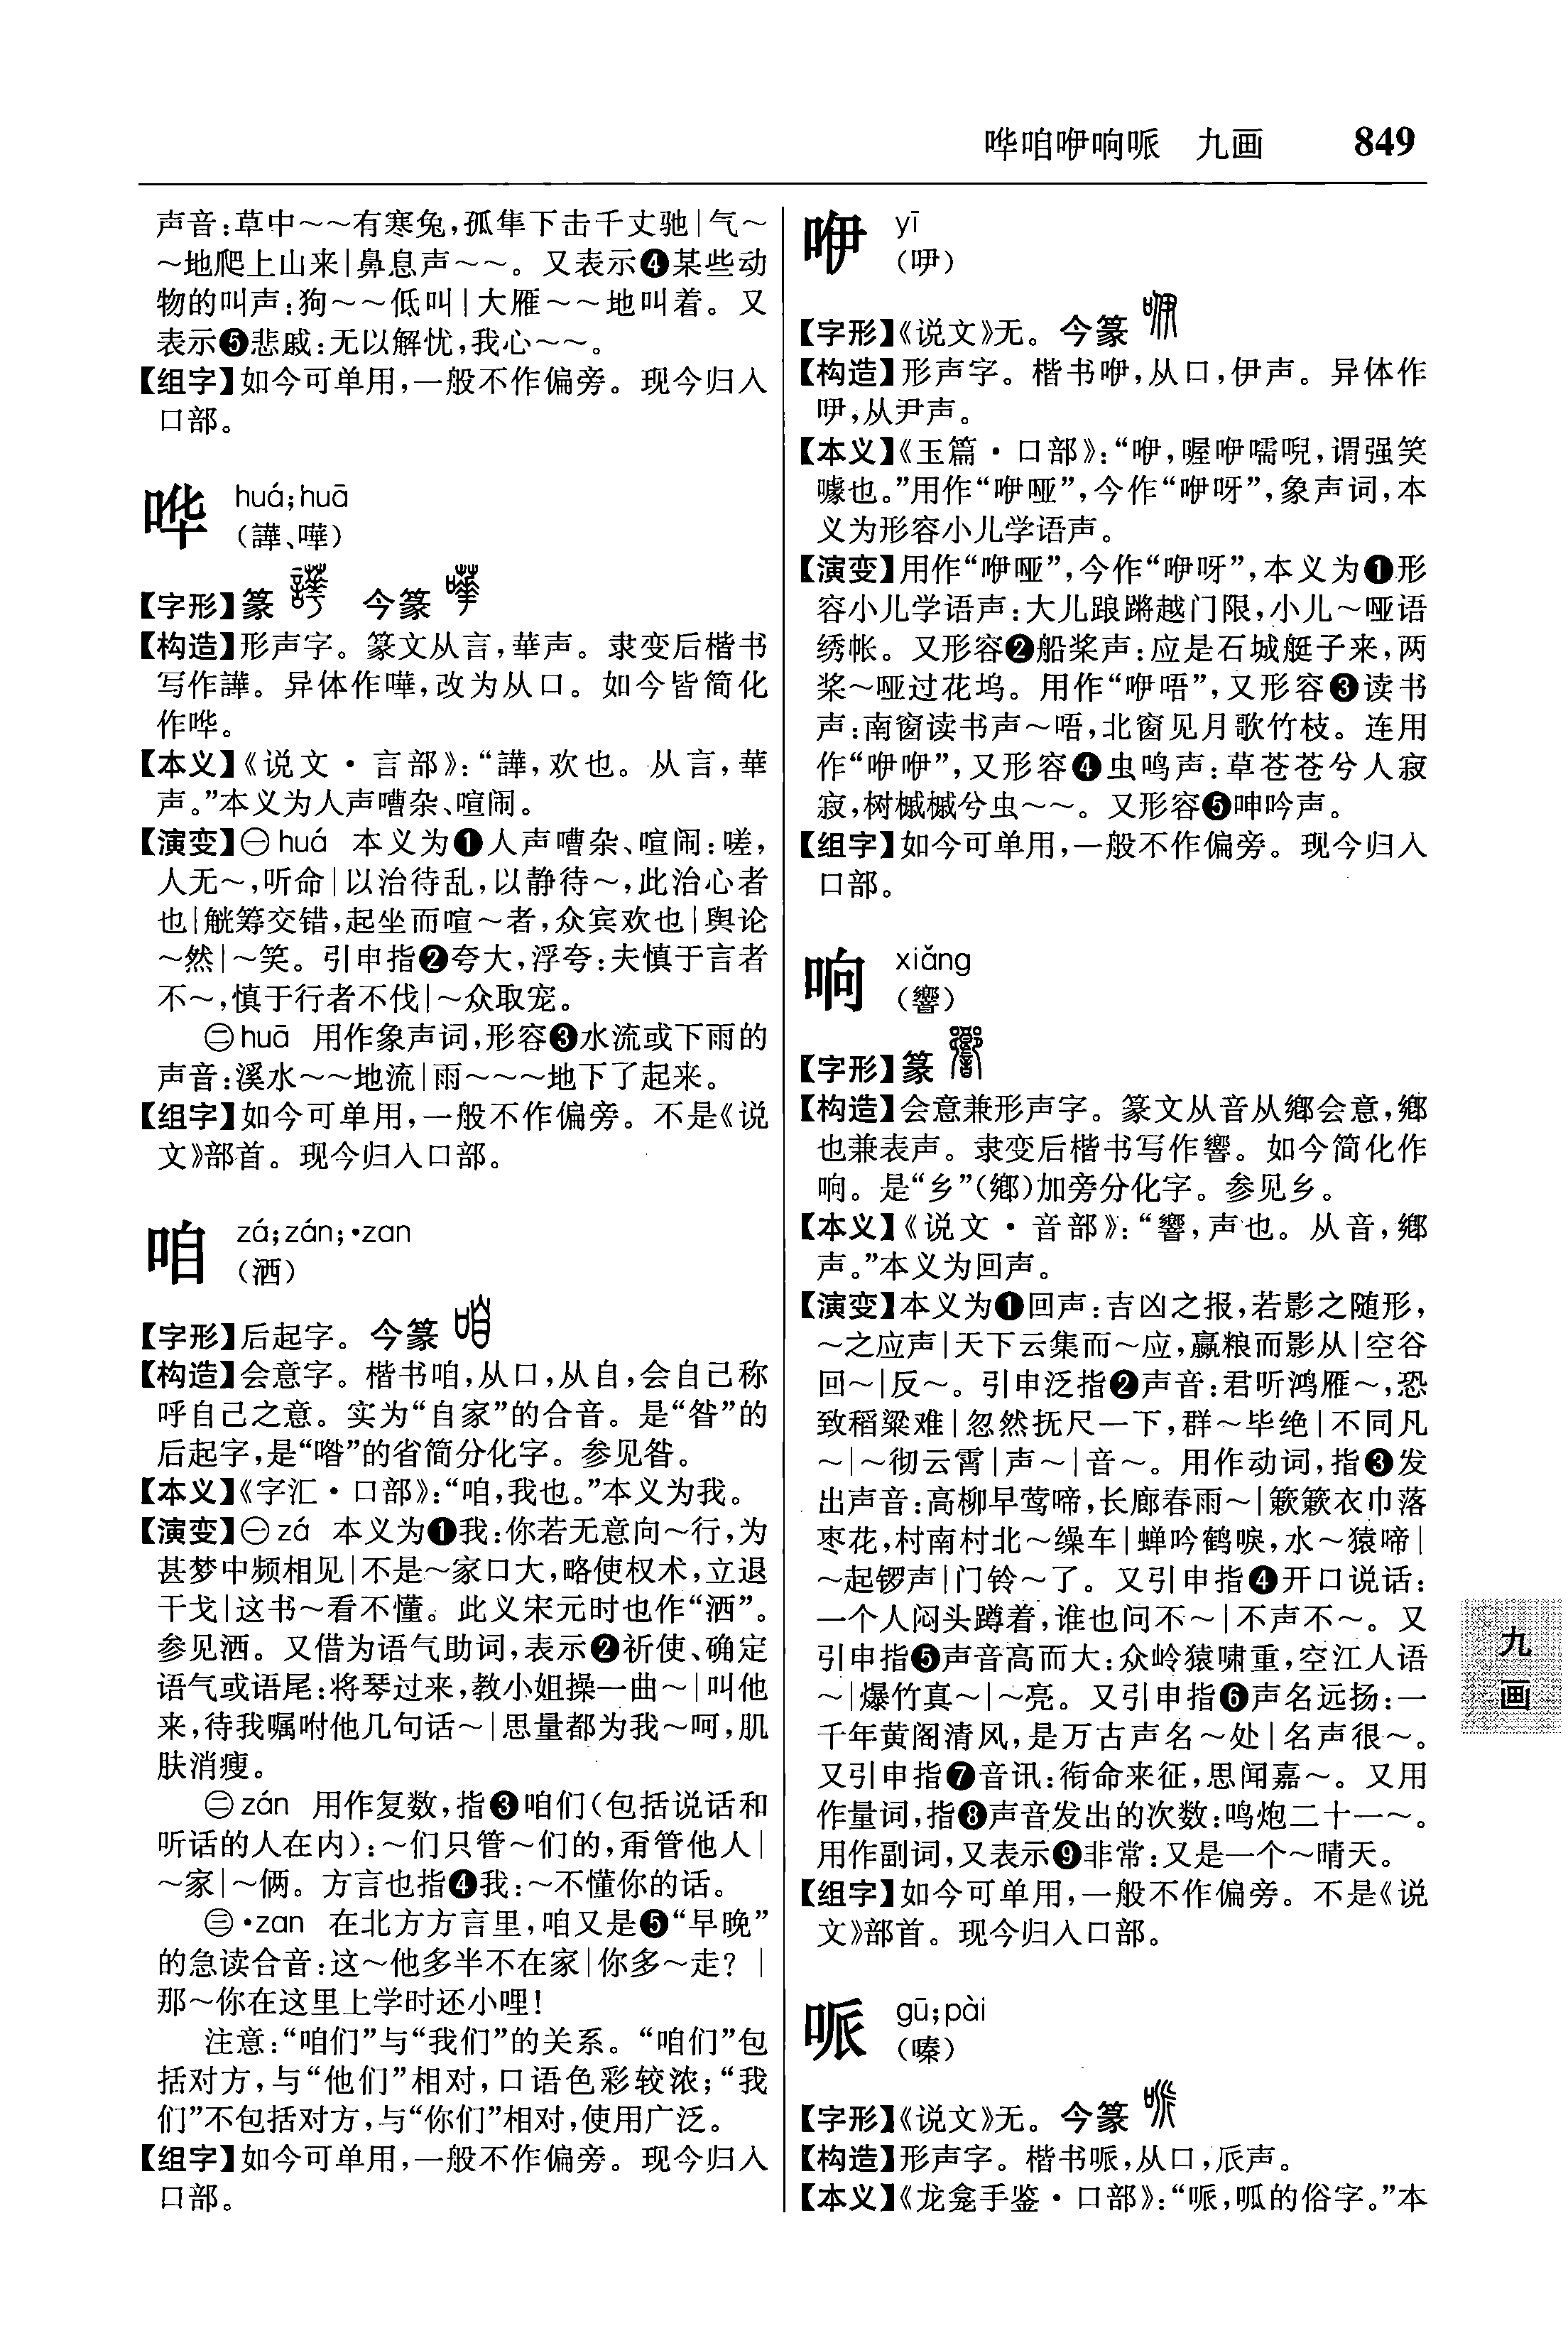 哗咱咿响哌 九画 849
声音:草中～～有寒兔,孤隼下击千丈驰|气～
～地爬上山来|鼻息声～～。又表示❹某些动
物的叫声:狗～～低叫|大雁～～地叫着。又
表示❺悲戚:无以解忧,我心～～。
【组字】如今可单用,一般不作偏旁。现今归入
口部。
哗 huá;huā
(譁、嘩)
【字形】篆 今篆
【构造】形声字。篆文从言,華声。隶变后楷书
写作譁。异体作嘩,改为从口。如今皆简化
作哗。
【本义】《说文·言部》:“譁,欢也。从言,華
声。”本义为人声嘈杂、喧闹。
【演变】㊀huá 本义为❶人声嘈杂、喧闹:嗟,
人无～,听命|以治待乱,以静待～,此治心者
也|觥筹交错,起坐而喧～者,众宾欢也|舆论
～然|～笑。引申指❷夸大,浮夸:夫慎于言者
不～,慎于行者不伐|～众取宠。
㊁huā 用作象声词,形容❸水流或下雨的
声音:溪水～～地流|雨～～～地下了起来。
【组字】如今可单用,一般不作偏旁。不是《说
文》部首。现今归入口部。
咱 zá;zán;•zan
(洒)
【字形】后起字。今篆
【构造】会意字。楷书咱,从口,从自,会自己称
呼自己之意。实为“自家”的合音。是“昝”的
后起字,是“喒”的省简分化字。参见昝。
【本义】《字汇·口部》:“咱,我也。”本义为我。
【演变】㊀zá 本义为❶我:你若无意向～行,为
甚梦中频相见|不是～家口大,略使权术,立退
干戈|这书～看不懂。此义宋元时也作“洒”。
参见洒。又借为语气助词,表示❷祈使、确定
语气或语尾:将琴过来,教小姐操一曲～|叫他
来,待我嘱咐他几句话～|思量都为我～呵,肌
肤消瘦。
㊁zán 用作复数,指❸咱们(包括说话和
听话的人在内):～们只管～们的,甭管他人|
～家|～俩。方言也指❹我:～不懂你的话。
㊂•zan 在北方方言里,咱又是❺“早晚”
的急读合音:这～他多半不在家|你多～走?|
那～你在这里上学时还小哩!
注意:“咱们”与“我们”的关系。“咱们”包
括对方,与“他们”相对,口语色彩较浓;“我
们”不包括对方,与“你们”相对,使用广泛。
【组字】如今可单用,一般不作偏旁。现今归入
口部。
咿 yī
(吚)
【字形】《说文》无。今篆
【构造】形声字。楷书咿,从口,伊声。异体作
吚,从尹声。
【本义】《玉篇·口部》:“咿,喔咿嚅唲,谓强笑
噱也。”用作“咿哑”,今作“咿呀”,象声词,本
义为形容小儿学语声。
【演变】用作“咿哑”,今作“咿呀”,本义为❶形
容小儿学语声:大儿踉蹡越门限,小儿～哑语
绣帐。又形容❷船桨声:应是石城艇子来,两
桨～哑过花坞。用作“咿唔”,又形容❸读书
声:南窗读书声～唔,北窗见月歌竹枝。连用
作“咿咿”,又形容❹虫鸣声:草苍苍兮人寂
寂,树槭槭兮虫～～。又形容❺呻吟声。
【组字】如今可单用,一般不作偏旁。现今归入
口部。
响 xiǎng
(響)
【字形】篆
【构造】会意兼形声字。篆文从音从鄉会意,鄉
也兼表声。隶变后楷书写作響。如今简化作
响。是“乡”(鄉)加旁分化字。参见乡。
【本义】《说文·音部》:“響,声也。从音,鄉
声。”本义为回声。
【演变】本义为❶回声:吉凶之报,若影之随形,
～之应声|天下云集而～应,赢粮而影从|空谷
回～|反～。引申泛指❷声音:君听鸿雁～,恐
致稻粱难|忽然抚尺一下,群～毕绝|不同凡
～|～彻云霄|声～|音～。用作动词,指❸发
出声音:高柳早莺啼,长廊春雨～|簌簌衣巾落
枣花,村南村北～缲车|蝉吟鹤唳,水～猿啼|
～起锣声|门铃～了。又引申指❹开口说话:
一个人闷头蹲着,谁也问不～|不声不～。又
引申指❺声音高而大:众岭猿啸重,空江人语
～|爆竹真～|～亮。又引申指❻声名远扬:一
千年黄阁清风,是万古声名～处|名声很～。
又引申指❼音讯:衔命来征,思闻嘉～。又用
作量词,指❽声音发出的次数:鸣炮二十一～。
用作副词,又表示❾非常:又是一个～晴天。
【组字】如今可单用,一般不作偏旁。不是《说
文》部首。现今归入口部。
哌 gū;pài
(嗪)
【字形】《说文》无。今篆
【构造】形声字。楷书哌,从口,𠂢声。
【本义】《龙龛手鉴·口部》:“哌,呱的俗字。”本
九
画